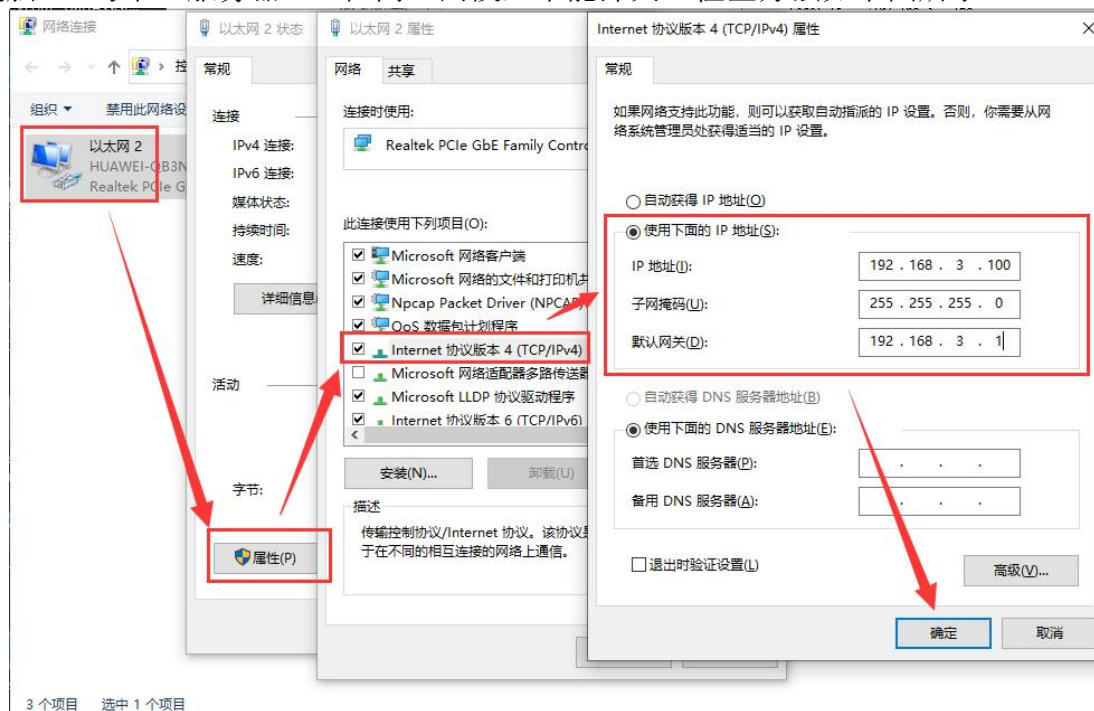 网络连接
控
组织
禁用此网络设
以太网 2
HUAWEI-QB3N
Realtek PCIe G
3 个项目
选中 1 个项目
以太网 2 状态
常规
连接
IPv4 连接:
IPv6 连接:
媒体状态:
持续时间:
速度:
详细信息
活动
字节:
属性(P)
以太网 2 属性
网络
共享
连接时使用:
Realtek PCIe GbE Family Contro
此连接使用下列项目(O):
Microsoft 网络客户端
Microsoft 网络的文件和打印机共
Npcap Packet Driver (NPCAP)
QoS 数据包计划程序
Internet 协议版本 4 (TCP/IPv4)
Microsoft 网络适配器多路传送器
Microsoft LLDP 协议驱动程序
Internet 协议版本 6 (TCP/IPv6)
安装(N)...
卸载(U)
描述
传输控制协议/Internet 协议。该协议是
于在不同的相互连接的网络上通信。
Internet 协议版本 4 (TCP/IPv4) 属性
常规
如果网络支持此功能，则可以获取自动指派的 IP 设置。否则，你需要从网
络系统管理员处获得适当的 IP 设置。
自动获得 IP 地址(O)
使用下面的 IP 地址(S):
IP 地址(I):
192 . 168 . 3 . 100
子网掩码(U):
255 . 255 . 255 . 0
默认网关(D):
192 . 168 . 3 . 1
自动获得 DNS 服务器地址(B)
使用下面的 DNS 服务器地址(E):
首选 DNS 服务器(P):
. . .
备用 DNS 服务器(A):
. . .
退出时验证设置(L)
高级(V)...
确定
取消